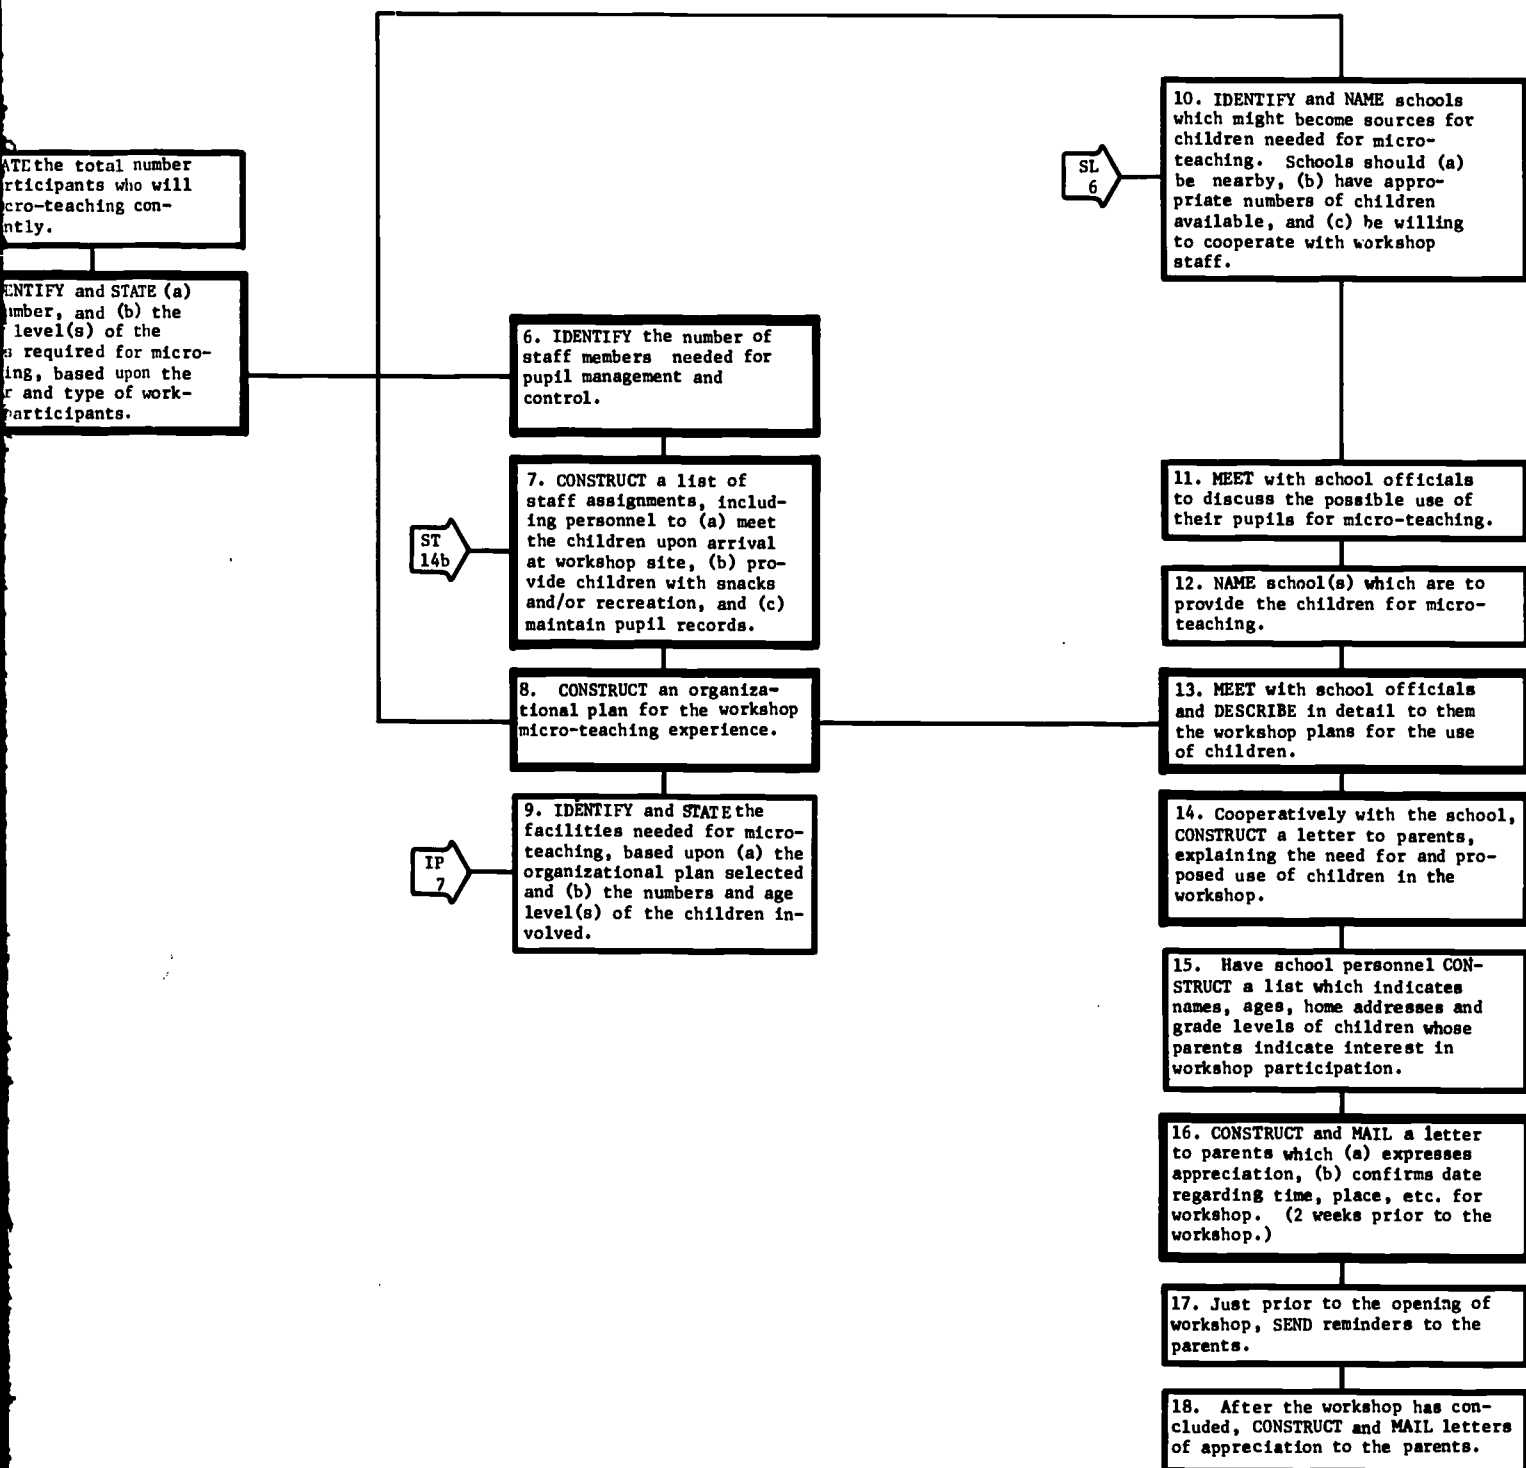 ATE the total number
rticipants who will
cro-teaching con-
ntly.
ENTIFY and STATE (a)
umber, and (b) the
level(s) of the
s required for micro-
ing, based upon the
r and type of work-
participants.
6. IDENTIFY the number of
staff members needed for
pupil management and
control.
ST
14b
7. CONSTRUCT a list of
staff assignments, includ-
ing personnel to (a) meet
the children upon arrival
at workshop site, (b) pro-
vide children with snacks
and/or recreation, and (c)
maintain pupil records.
8. CONSTRUCT an organiza-
tional plan for the workshop
micro-teaching experience.
IP
7
9. IDENTIFY and STATE the
facilities needed for micro-
teaching, based upon (a) the
organizational plan selected
and (b) the numbers and age
level(s) of the children in-
volved.
SL
6
10. IDENTIFY and NAME schools
which might become sources for
children needed for micro-
teaching. Schools should (a)
be nearby, (b) have appro-
priate numbers of children
available, and (c) be willing
to cooperate with workshop
staff.
11. MEET with school officials
to discuss the possible use of
their pupils for micro-teaching.
12. NAME school(s) which are to
provide the children for micro-
teaching.
13. MEET with school officials
and DESCRIBE in detail to them
the workshop plans for the use
of children.
14. Cooperatively with the school,
CONSTRUCT a letter to parents,
explaining the need for and pro-
posed use of children in the
workshop.
15. Have school personnel CON-
STRUCT a list which indicates
names, ages, home addresses and
grade levels of children whose
parents indicate interest in
workshop participation.
16. CONSTRUCT and MAIL a letter
to parents which (a) expresses
appreciation, (b) confirms date
regarding time, place, etc. for
workshop. (2 weeks prior to the
workshop.)
17. Just prior to the opening of
workshop, SEND reminders to the
parents.
18. After the workshop has con-
cluded, CONSTRUCT and MAIL letters
of appreciation to the parents.